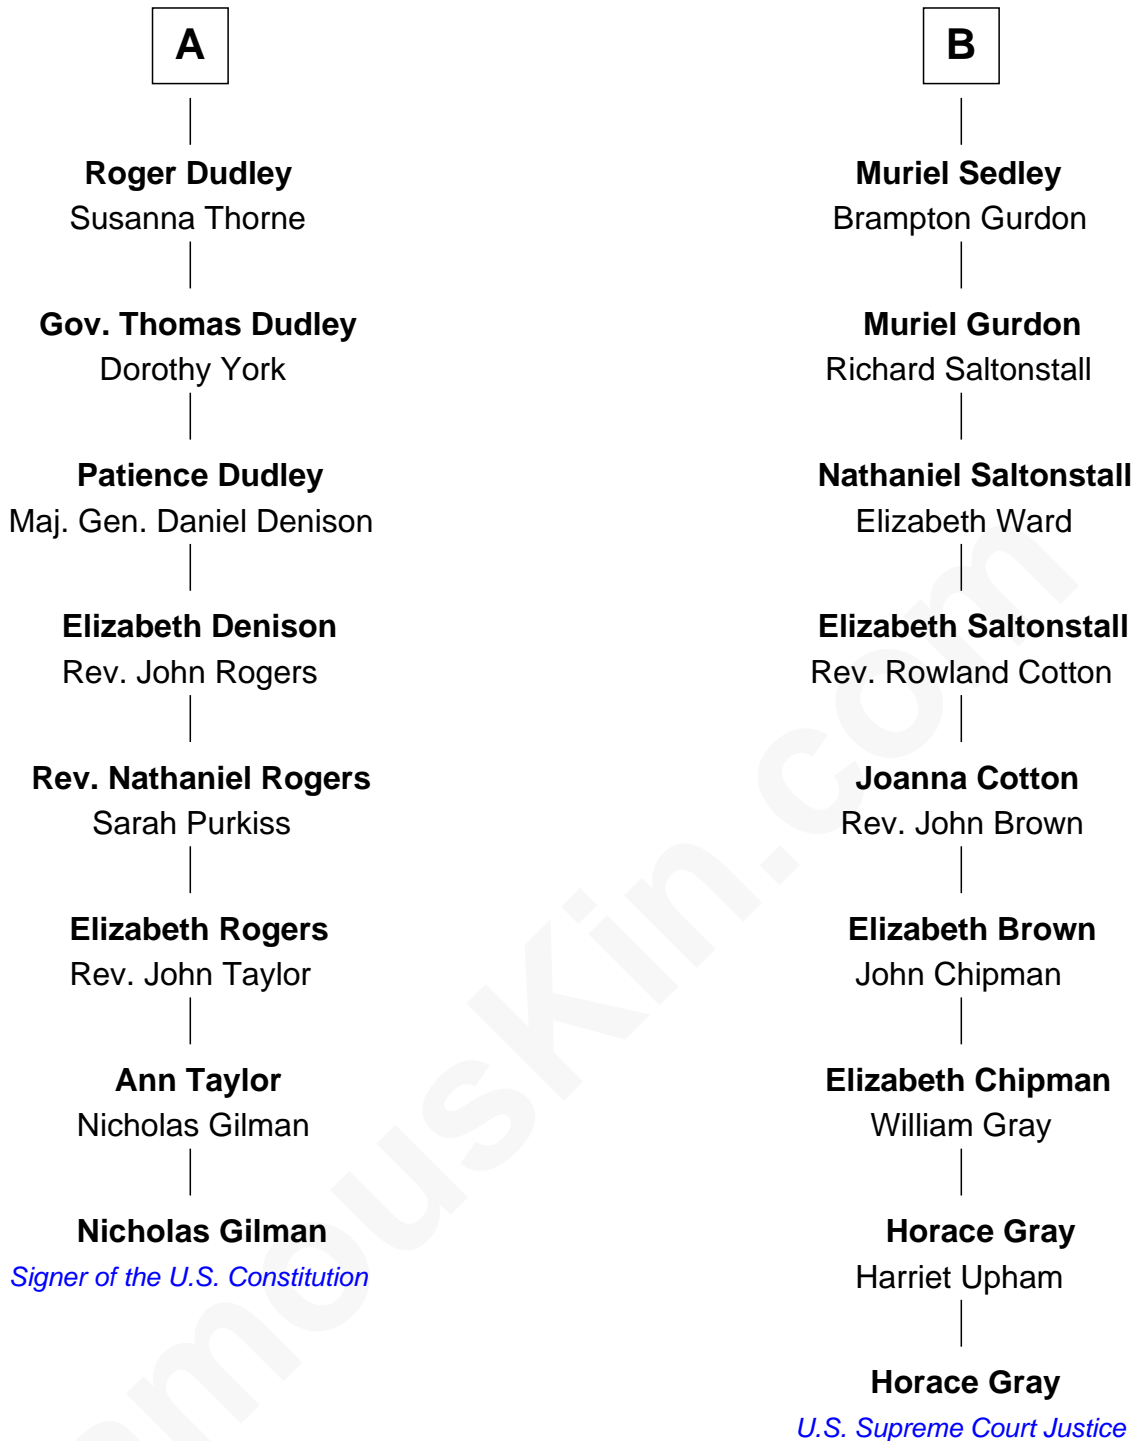 A
Roger Dudley
Susanna Thorne
Gov. Thomas Dudley
Dorothy York
Patience Dudley
Maj. Gen. Daniel Denison
Elizabeth Denison
Rev. John Rogers
Rev. Nathaniel Rogers
Sarah Purkiss
Elizabeth Rogers
Rev. John Taylor
Ann Taylor
Nicholas Gilman
Nicholas Gilman
Signer of the U.S. Constitution
B
Muriel Sedley
Brampton Gurdon
Muriel Gurdon
Richard Saltonstall
Nathaniel Saltonstall
Elizabeth Ward
Elizabeth Saltonstall
Rev. Rowland Cotton
Joanna Cotton
Rev. John Brown
Elizabeth Brown
John Chipman
Elizabeth Chipman
William Gray
Horace Gray
Harriet Upham
Horace Gray
U.S. Supreme Court Justice
amouskin.com